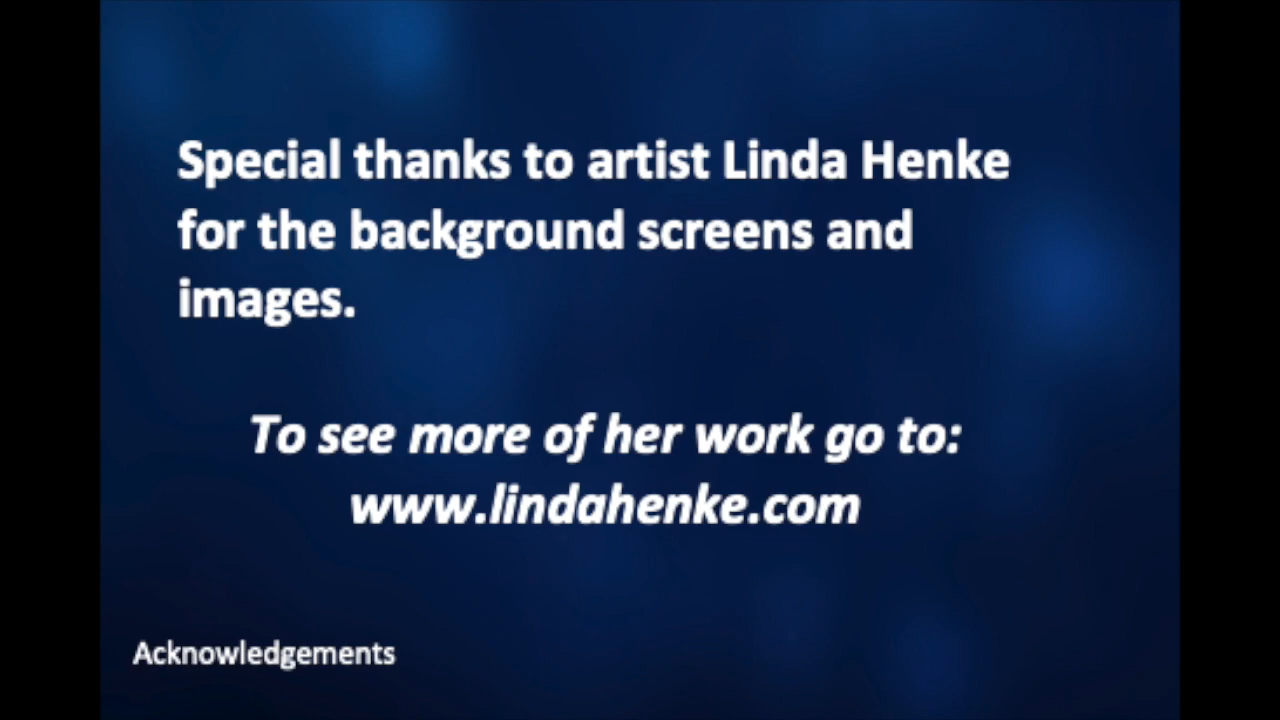 Special thanks to artist Linda Henke
for the background screens and
images.
To see more of her work go to:
www.lindahenke.com
Acknowledgements